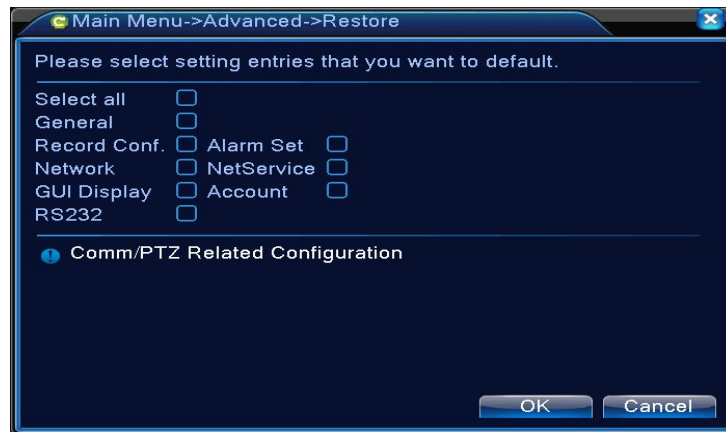 Main Menu->Advanced->Restore
Please select setting entries that you want to default.
Select all
General
Record Conf. Alarm Set
Network NetService
GUI Display Account
RS232
Comm/PTZ Related Configuration
OK Cancel